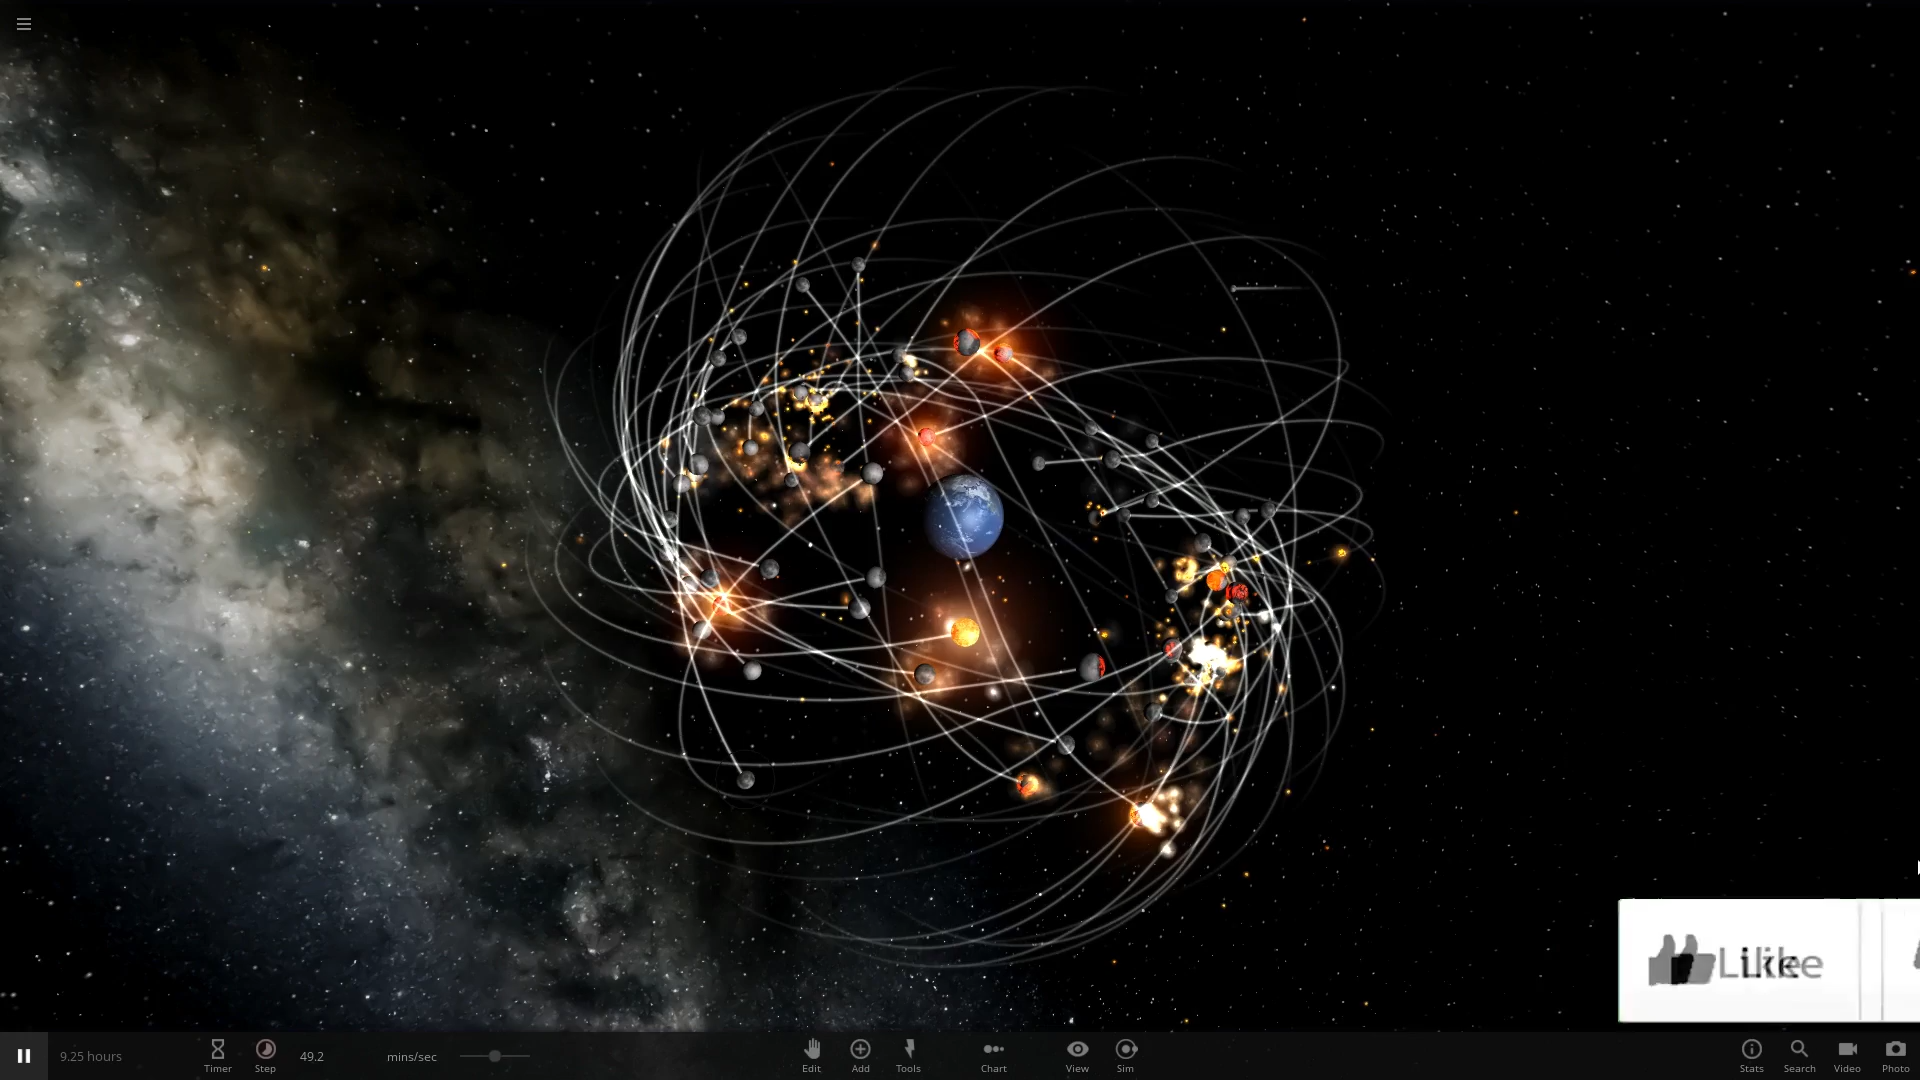 Like
9.25 hours
Timer
Step
49.2
mins/sec
Edit
Add
Tools
Chart
View
Sim
Stats
Search
Video
Photo